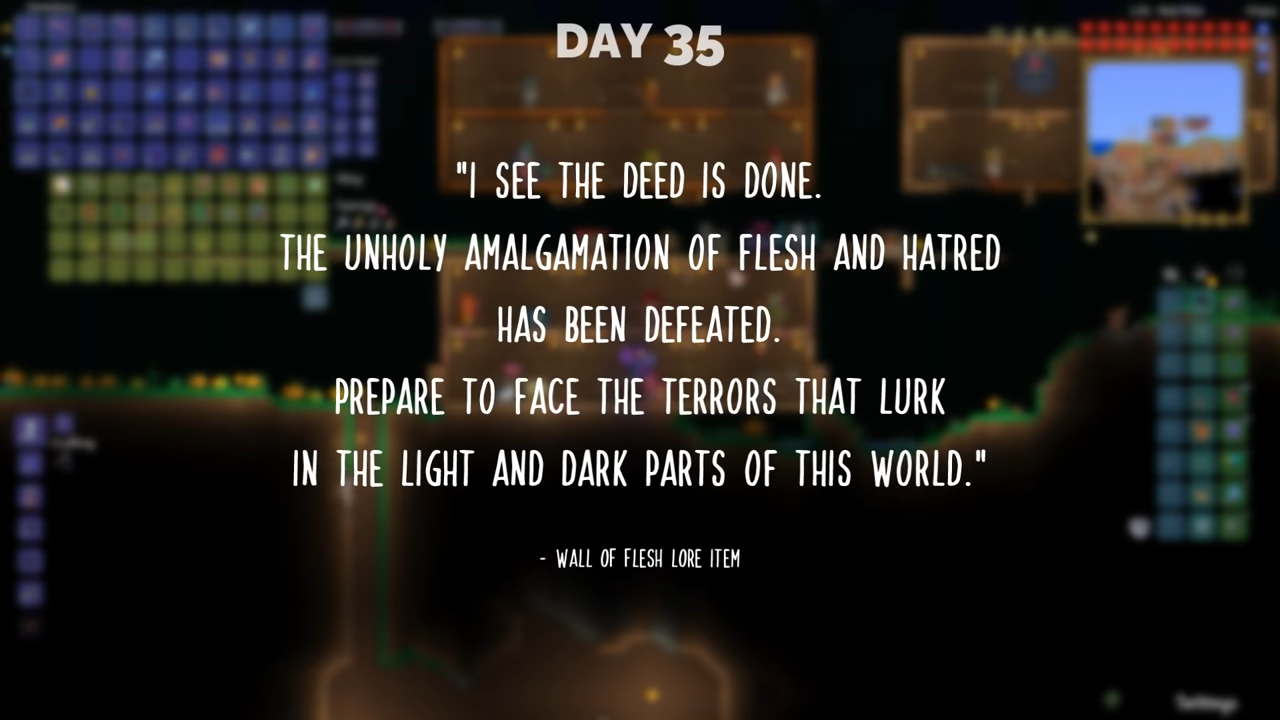 DAY 35
"I SEE THE DEED IS DONE.
THE UNHOLY AMALGAMATION OF FLESH AND HATRED
HAS BEEN DEFEATED.
PREPARE TO FACE THE TERRORS THAT LURK
IN THE LIGHT AND DARK PARTS OF THIS WORLD."
- WALL OF FLESH LORE ITEM
Settings